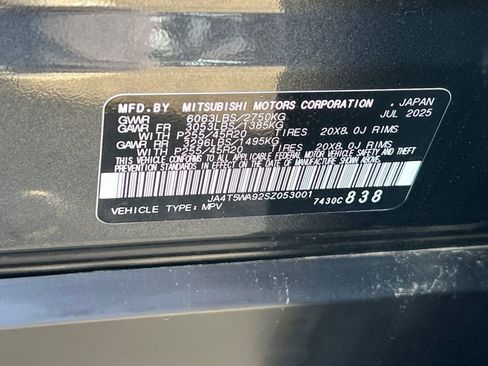 MFD.BY MITSUBISHI MOTORS CORPORATION, JAPAN
GVWR 6063LBS/2750KG JUL 2025
GAWR FR 3053LBS/1385KG
WITH P255/45R20 TIRES 20X8.0J RIMS
GAWR RR 3296LBS/1495KG
WITH P255/45R20 TIRES 20X8.0J RIMS
THIS VEHICLE CONFORMS TO ALL APPLICABLE FEDERAL MOTOR VEHICLE SAFETY, BUMPER, AND THEFT
PREVENTION STANDARDS IN EFFECT ON THE DATE OF MANUFACTURE SHOWN ABOVE.
JA4T5WA92SZ053001 7430C 838
VEHICLE TYPE: MPV